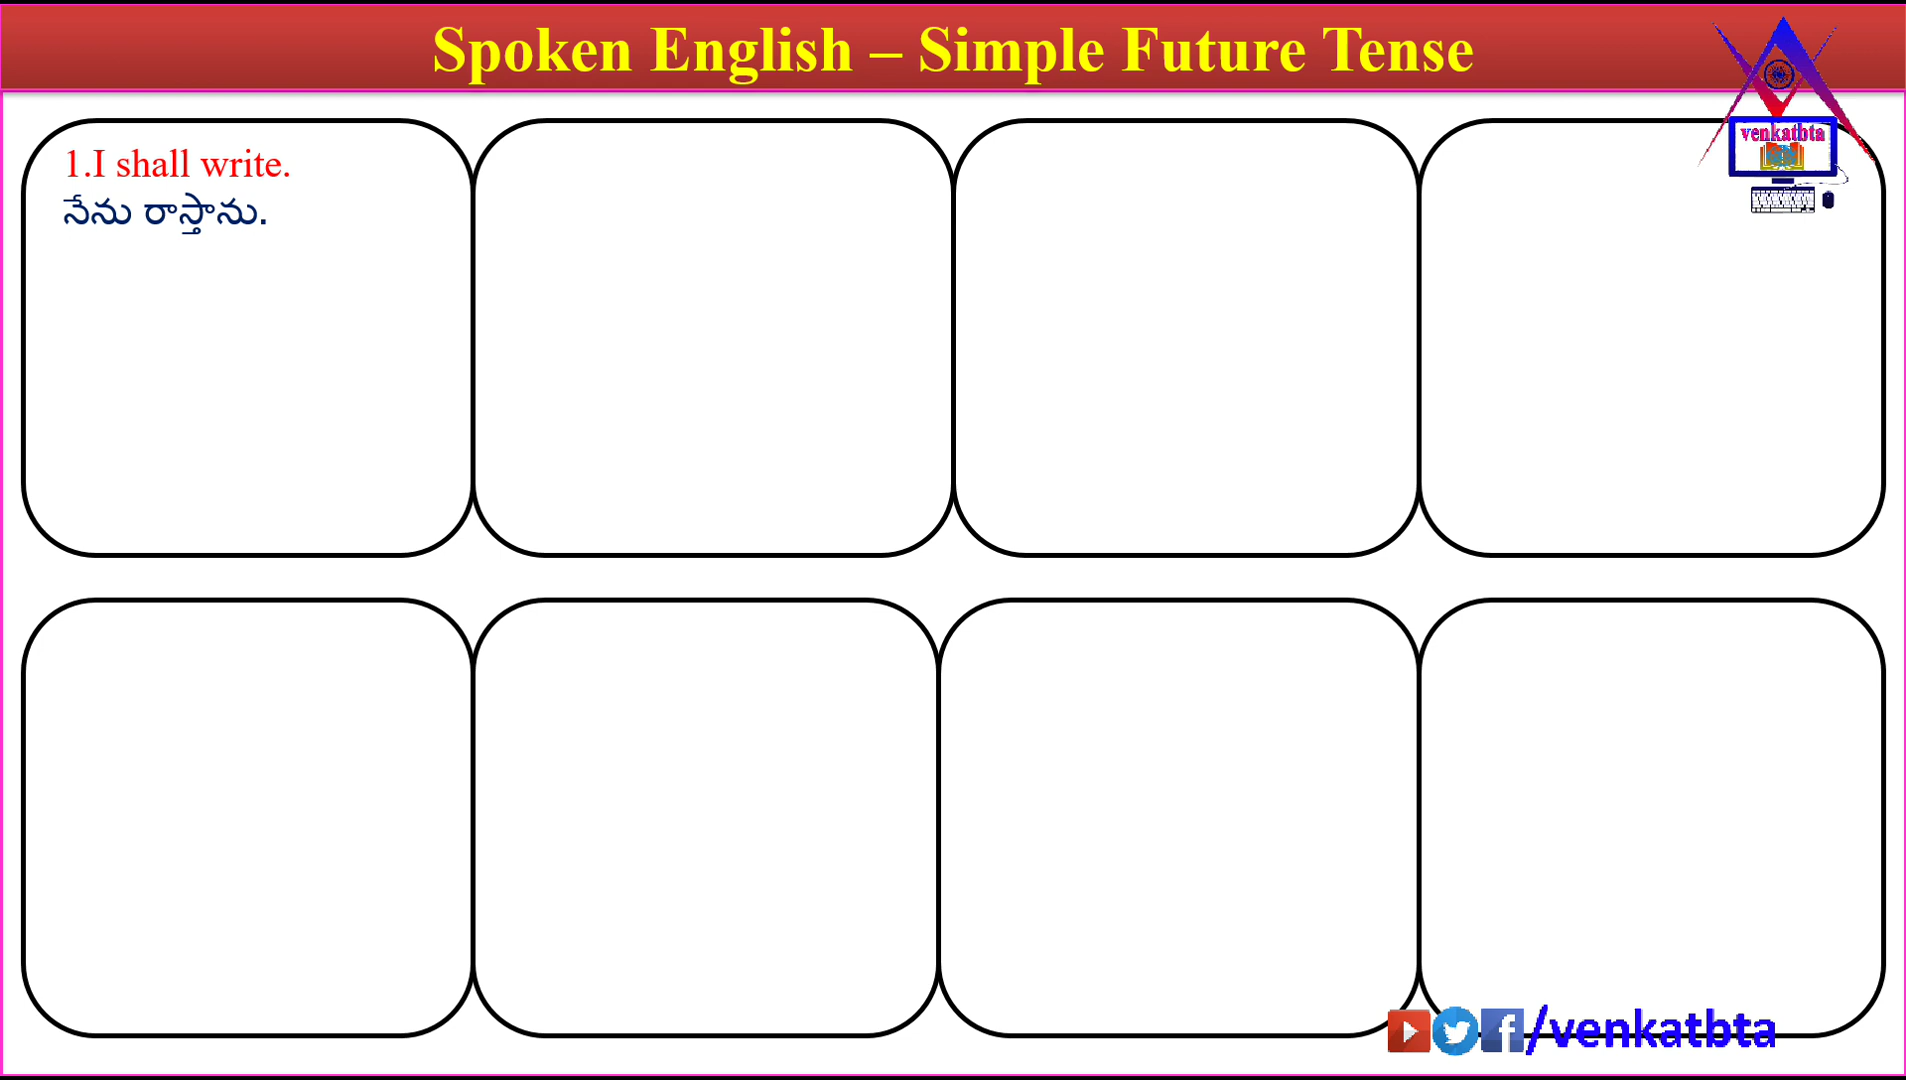 Spoken English – Simple Future Tense
venkatbta
1.I shall write.
నేను రాస్తాను.
/venkatbta